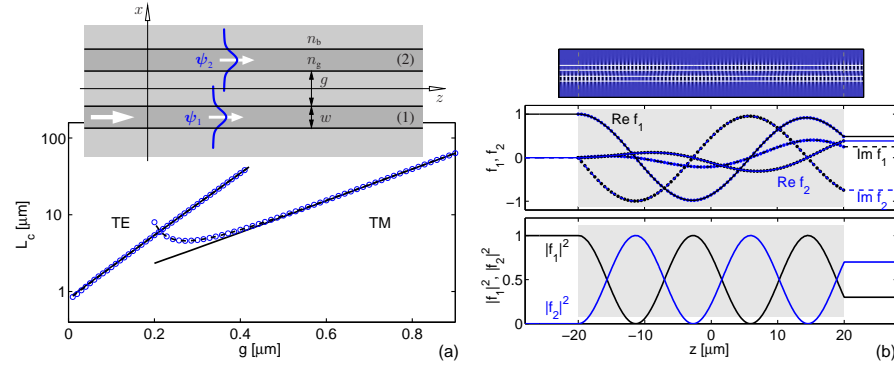 x
n_b
ψ_2
n_g
(2)
g
z
ψ_1
w
(1)
100
10
1
L_c [μm]
TE
TM
0
0.2
0.4
0.6
0.8
g [μm]
(a)
1
0
−1
f_1, f_2
Re f_1
Re f_2
Im f_1
Im f_2
1
0.5
0
|f_1|^2, |f_2|^2
|f_1|^2
|f_2|^2
−20
−10
0
10
20
z [μm]
(b)